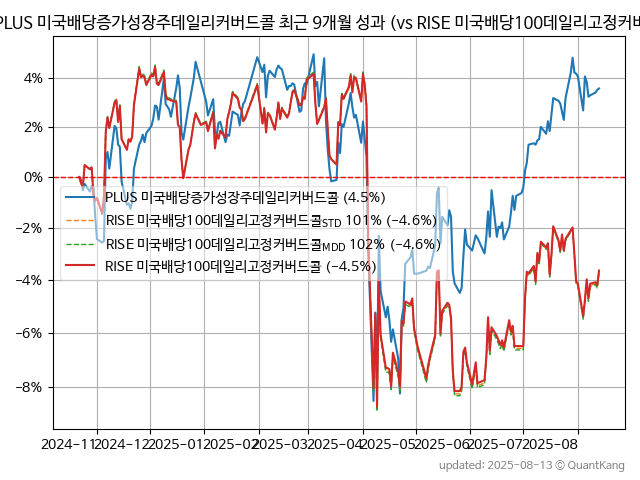 PLUS 미국배당증가성장주데일리커버드콜 최근 9개월 성과 (vs RISE 미국배당100데일리고정커버
4%
2%
0%
−2%
−4%
−6%
−8%
PLUS 미국배당증가성장주데일리커버드콜 (4.5%)
RISE 미국배당100데일리고정커버드콜STD 101% (−4.6%)
RISE 미국배당100데일리고정커버드콜MDD 102% (−4.6%)
RISE 미국배당100데일리고정커버드콜 (−4.5%)
2024-11 2024-12 2025-01 2025-02 2025-03 2025-04 2025-05 2025-06 2025-07 2025-08
updated: 2025-08-13 © QuantKang